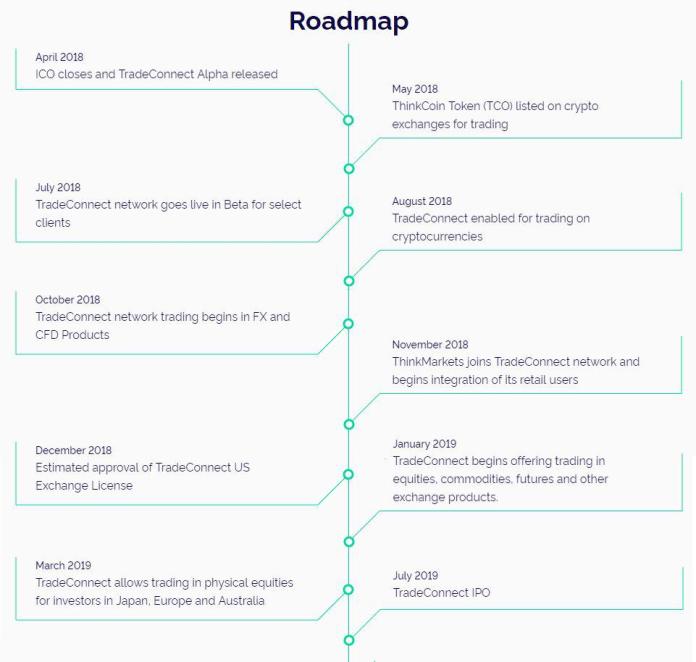 Roadmap
April 2018
ICO closes and TradeConnect Alpha released
May 2018
ThinkCoin Token (TCO) listed on crypto
exchanges for trading
July 2018
TradeConnect network goes live in Beta for select
clients
August 2018
TradeConnect enabled for trading on
cryptocurrencies
October 2018
TradeConnect network trading begins in FX and
CFD Products
November 2018
ThinkMarkets joins TradeConnect network and
begins integration of its retail users
December 2018
Estimated approval of TradeConnect US
Exchange License
January 2019
TradeConnect begins offering trading in
equities, commodities, futures and other
exchange products.
March 2019
TradeConnect allows trading in physical equities
for investors in Japan, Europe and Australia
July 2019
TradeConnect IPO